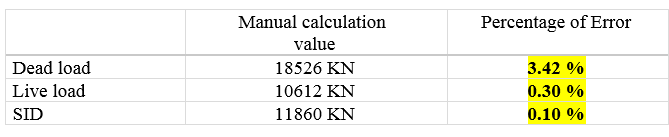 Manual calculation value Percentage of Error
Dead load 18526 KN 3.42 %
Live load 10612 KN 0.30 %
SID 11860 KN 0.10 %